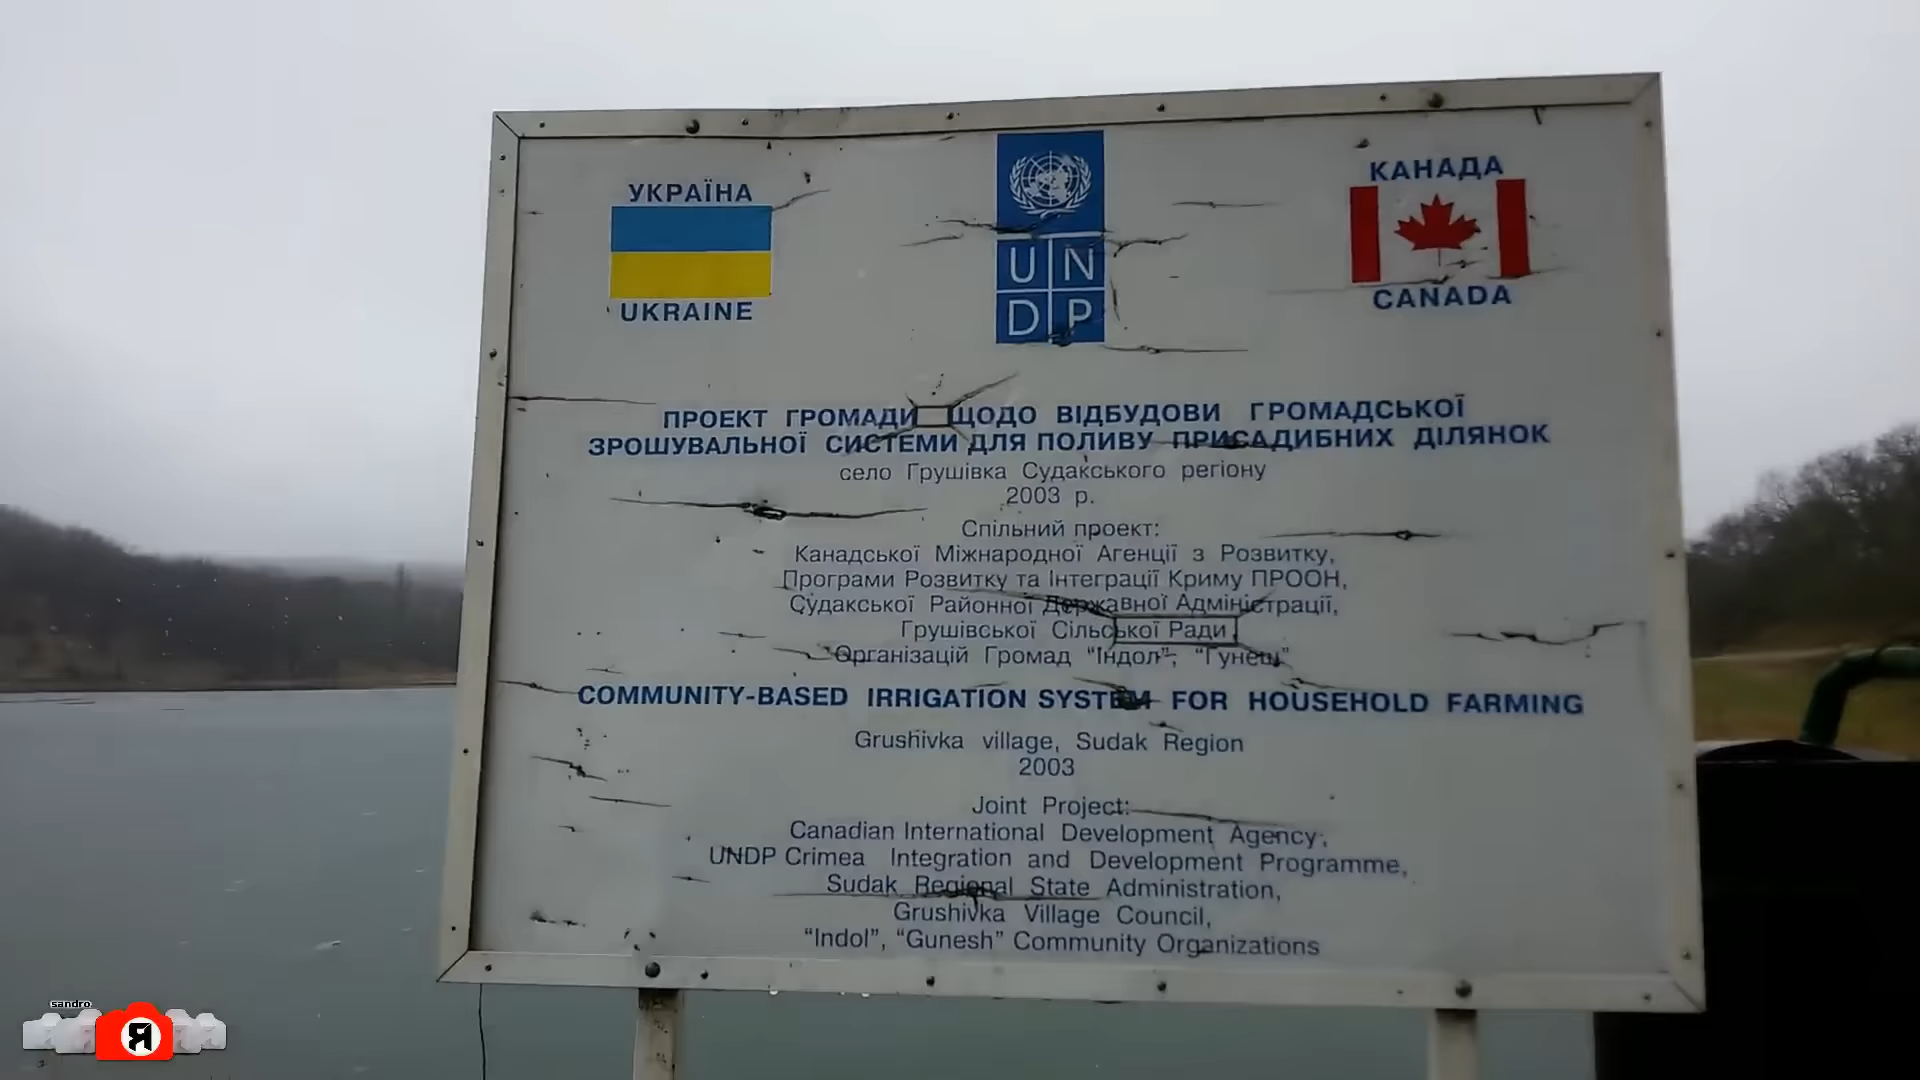 УКРАЇНА
UKRAINE
UN
DP
КАНАДА
CANADA
ПРОЕКТ ГРОМАДИ ЩОДО ВІДБУДОВИ ГРОМАДСЬКОЇ
ЗРОШУВАЛЬНОЇ СИСТЕМИ ДЛЯ ПОЛИВУ ПРИСАДИБНИХ ДІЛЯНОК
село Грушівка Судакського регіону
2003 р.
Спільний проект:
Канадської Міжнародної Агенції з Розвитку,
Програми Розвитку та Інтеграції Криму ПРООН,
Судакської Районної Державної Адміністрації,
Грушівської Сільської Ради
Організацій Громад “Індол”, “Гунеш”
COMMUNITY-BASED IRRIGATION SYSTEM FOR HOUSEHOLD FARMING
Grushivka village, Sudak Region
2003
Joint Project:
Canadian International Development Agency,
UNDP Crimea Integration and Development Programme,
Sudak Regional State Administration,
Grushivka Village Council,
“Indol”, “Gunesh” Community Organizations
sandro
Я